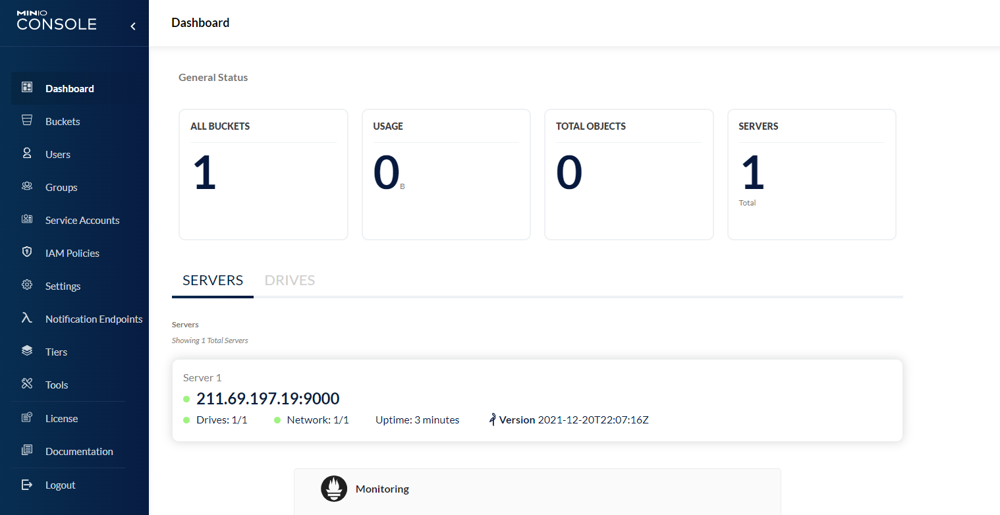 MINIO
CONSOLE
Dashboard
Buckets
Users
Groups
Service Accounts
IAM Policies
Settings
Notification Endpoints
Tiers
Tools
License
Documentation
Logout
Dashboard
General Status
ALL BUCKETS
1
USAGE
0 B
TOTAL OBJECTS
0
SERVERS
1
Total
SERVERS DRIVES
Servers
Showing 1 Total Servers
Server 1
211.69.197.19:9000
Drives: 1/1 Network: 1/1 Uptime: 3 minutes Version 2021-12-20T22:07:16Z
Monitoring